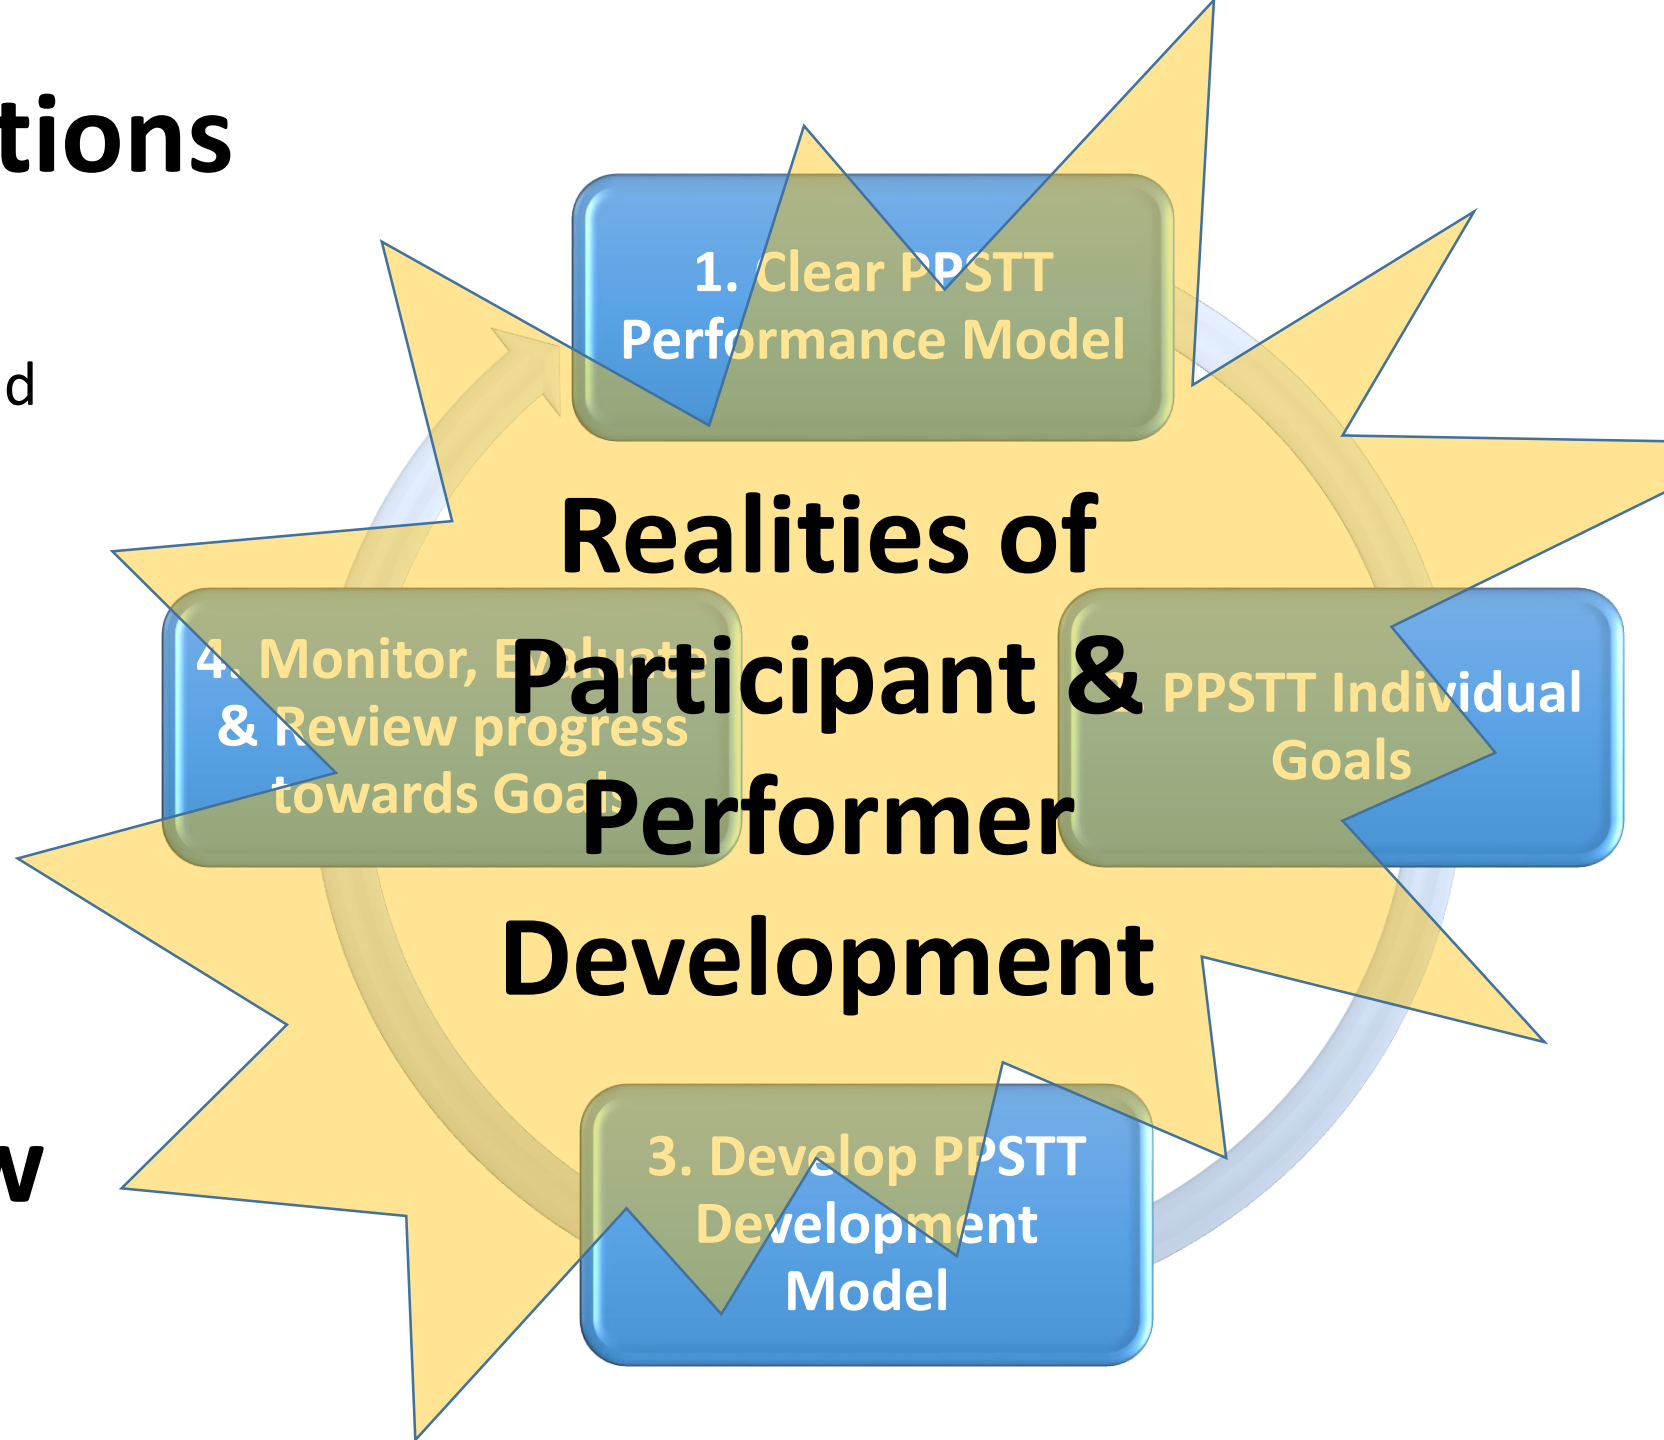 tions
d
w
1. Clear PPSTT
Performance Model
Realities of
Participant &
Performer
Development
4. Monitor, Evaluate
& Review progress
towards Goals
PPSTT Individual
Goals
3. Develop PPSTT
Development
Model